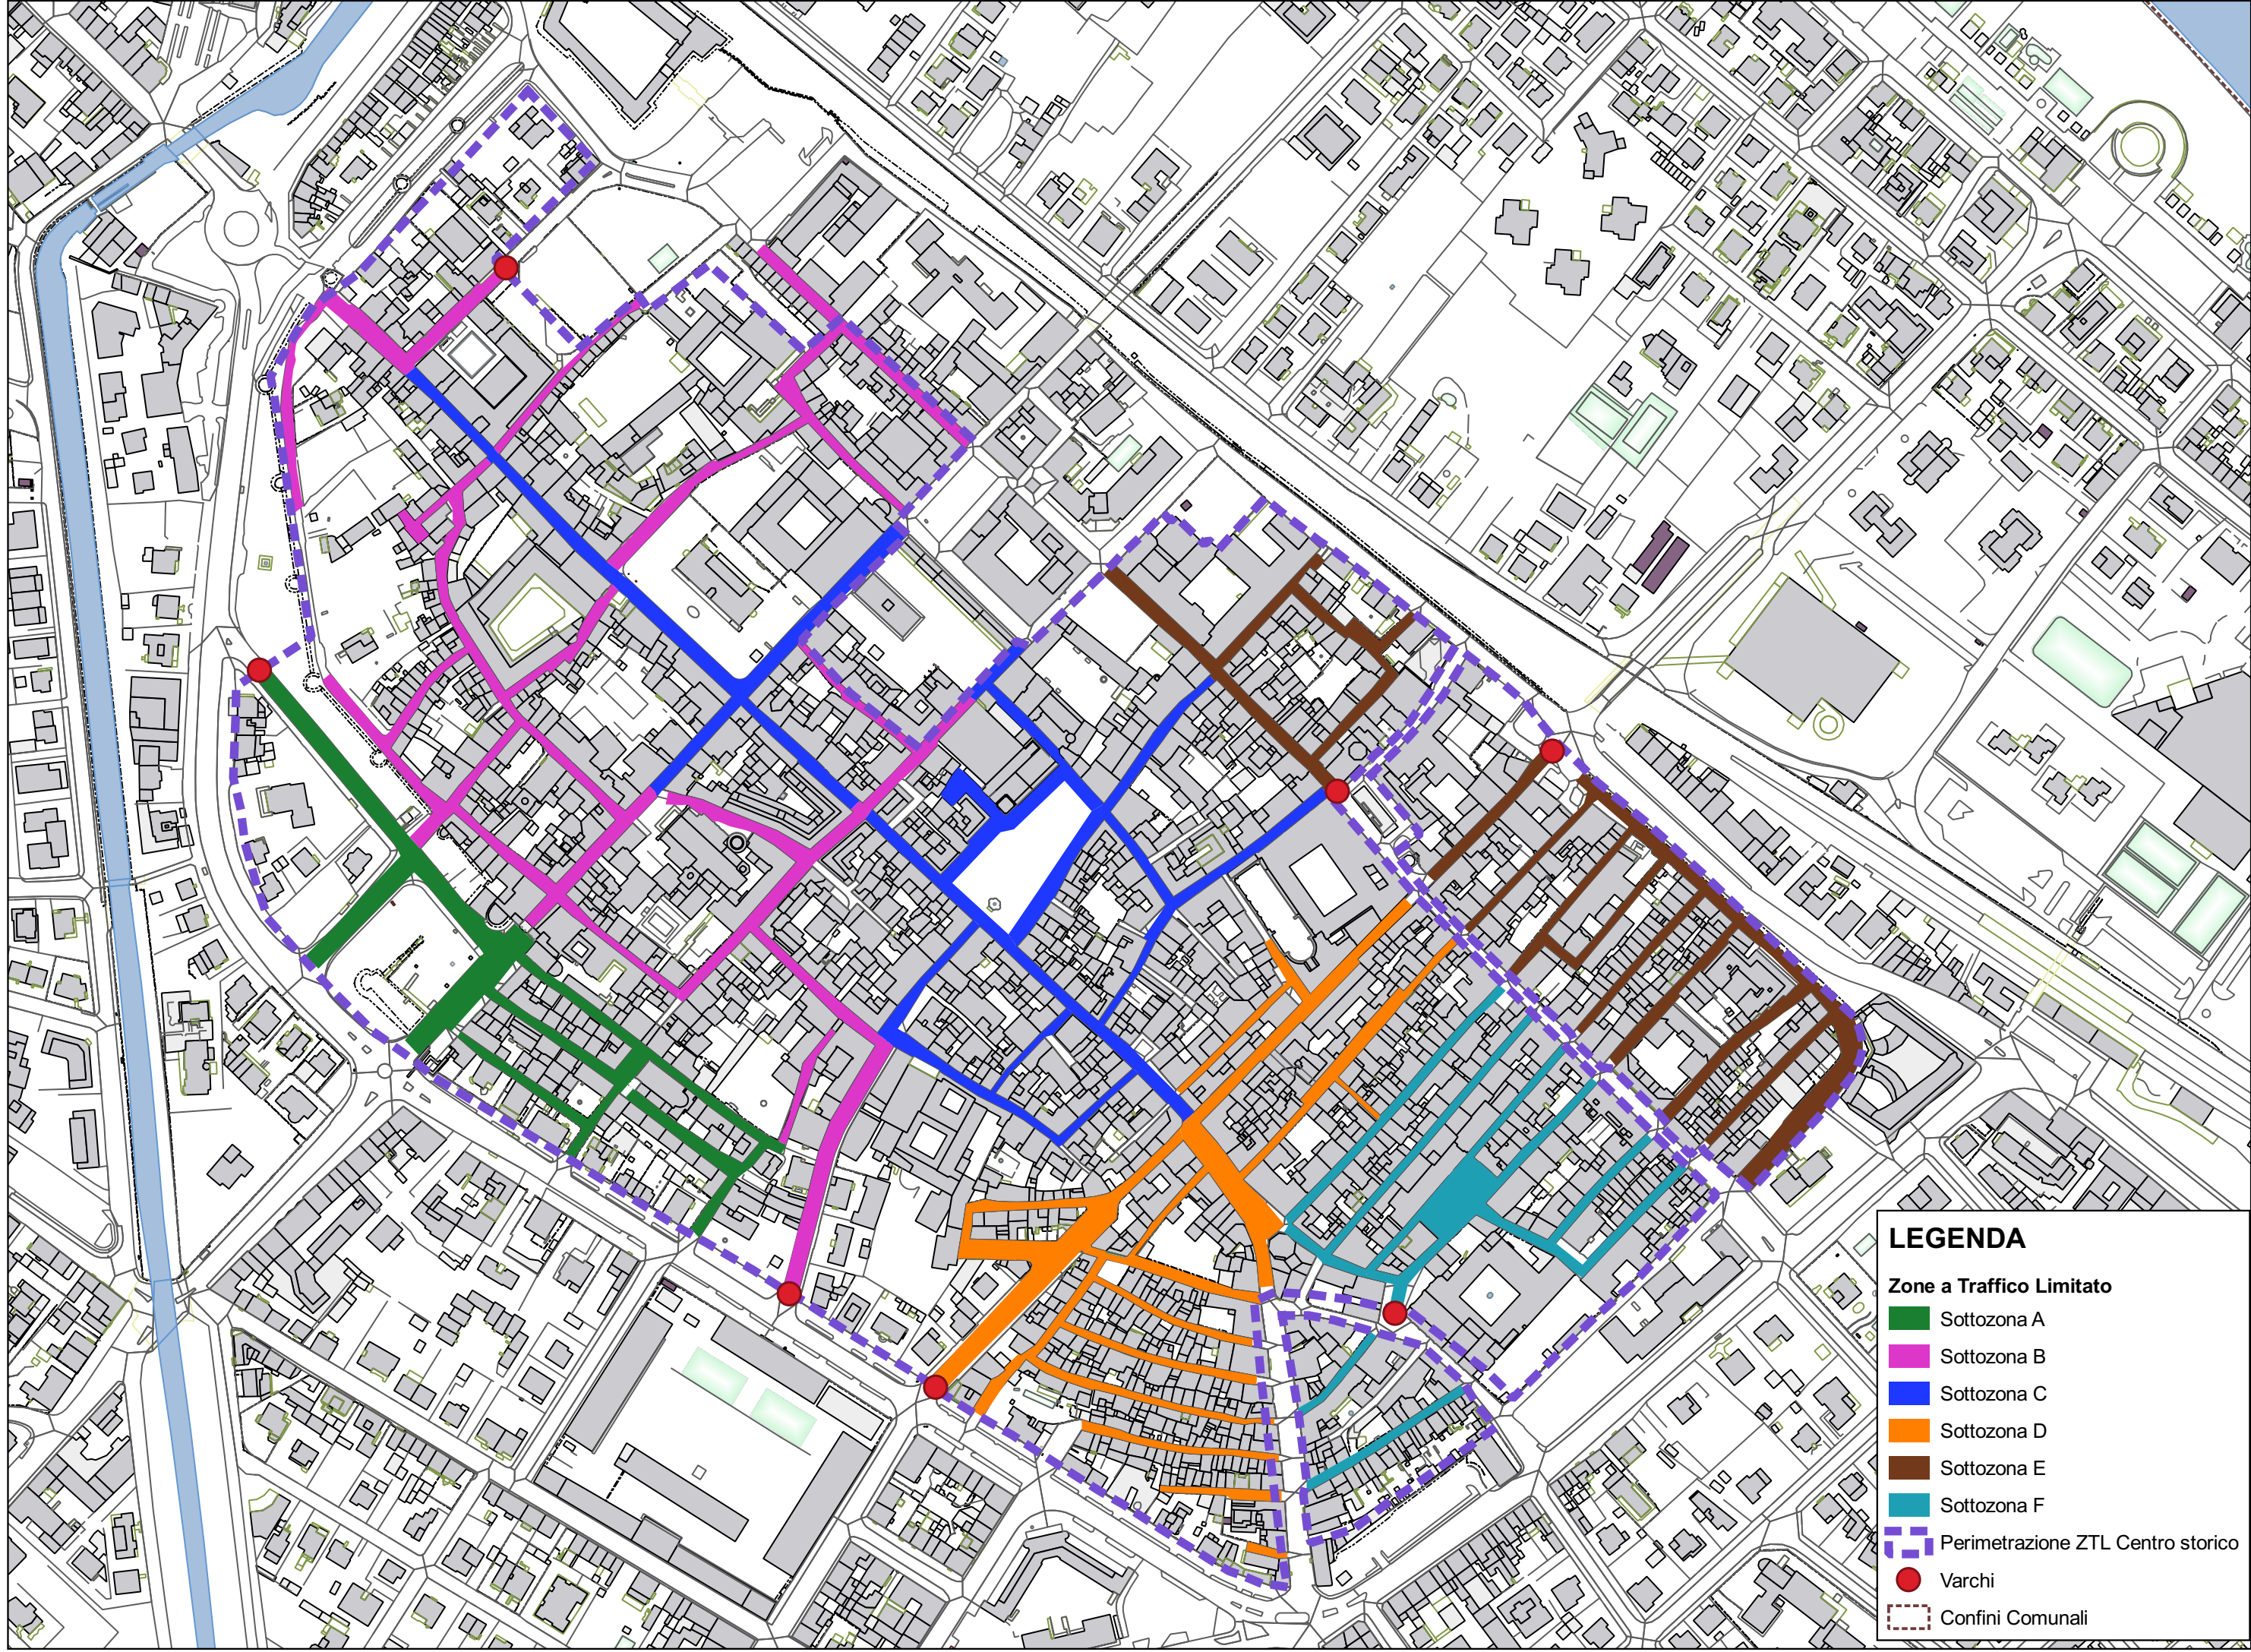 LEGENDA
Zone a Traffico Limitato
Sottozona A
Sottozona B
Sottozona C
Sottozona D
Sottozona E
Sottozona F
Perimetrazione ZTL Centro storico
Varchi
Confini Comunali